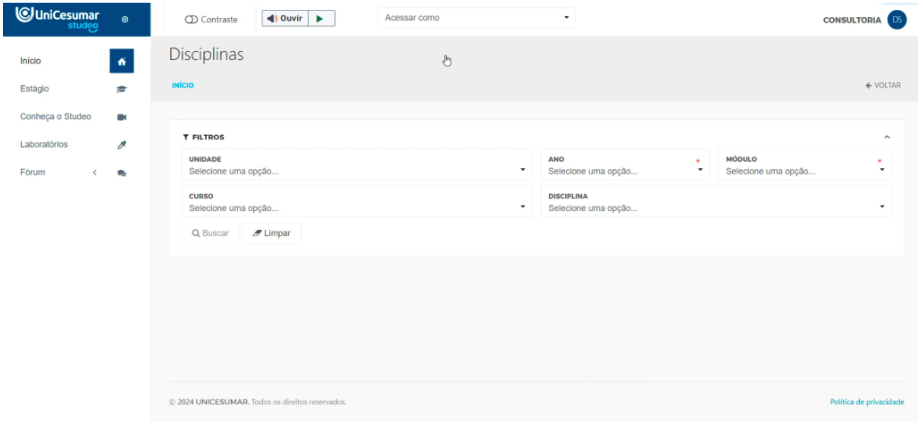 UniCesumar
studeo
Contraste
Ouvir
Acessar como
CONSULTORIA
DS
Início
Estágio
Conheça o Studeo
Laboratórios
Fórum
Disciplinas
INÍCIO
VOLTAR
FILTROS
UNIDADE
Selecione uma opção...
ANO *
Selecione uma opção...
MÓDULO *
Selecione uma opção...
CURSO
Selecione uma opção...
DISCIPLINA
Selecione uma opção...
Buscar
Limpar
© 2024 UNICESUMAR. Todos os direitos reservados.
Política de privacidade